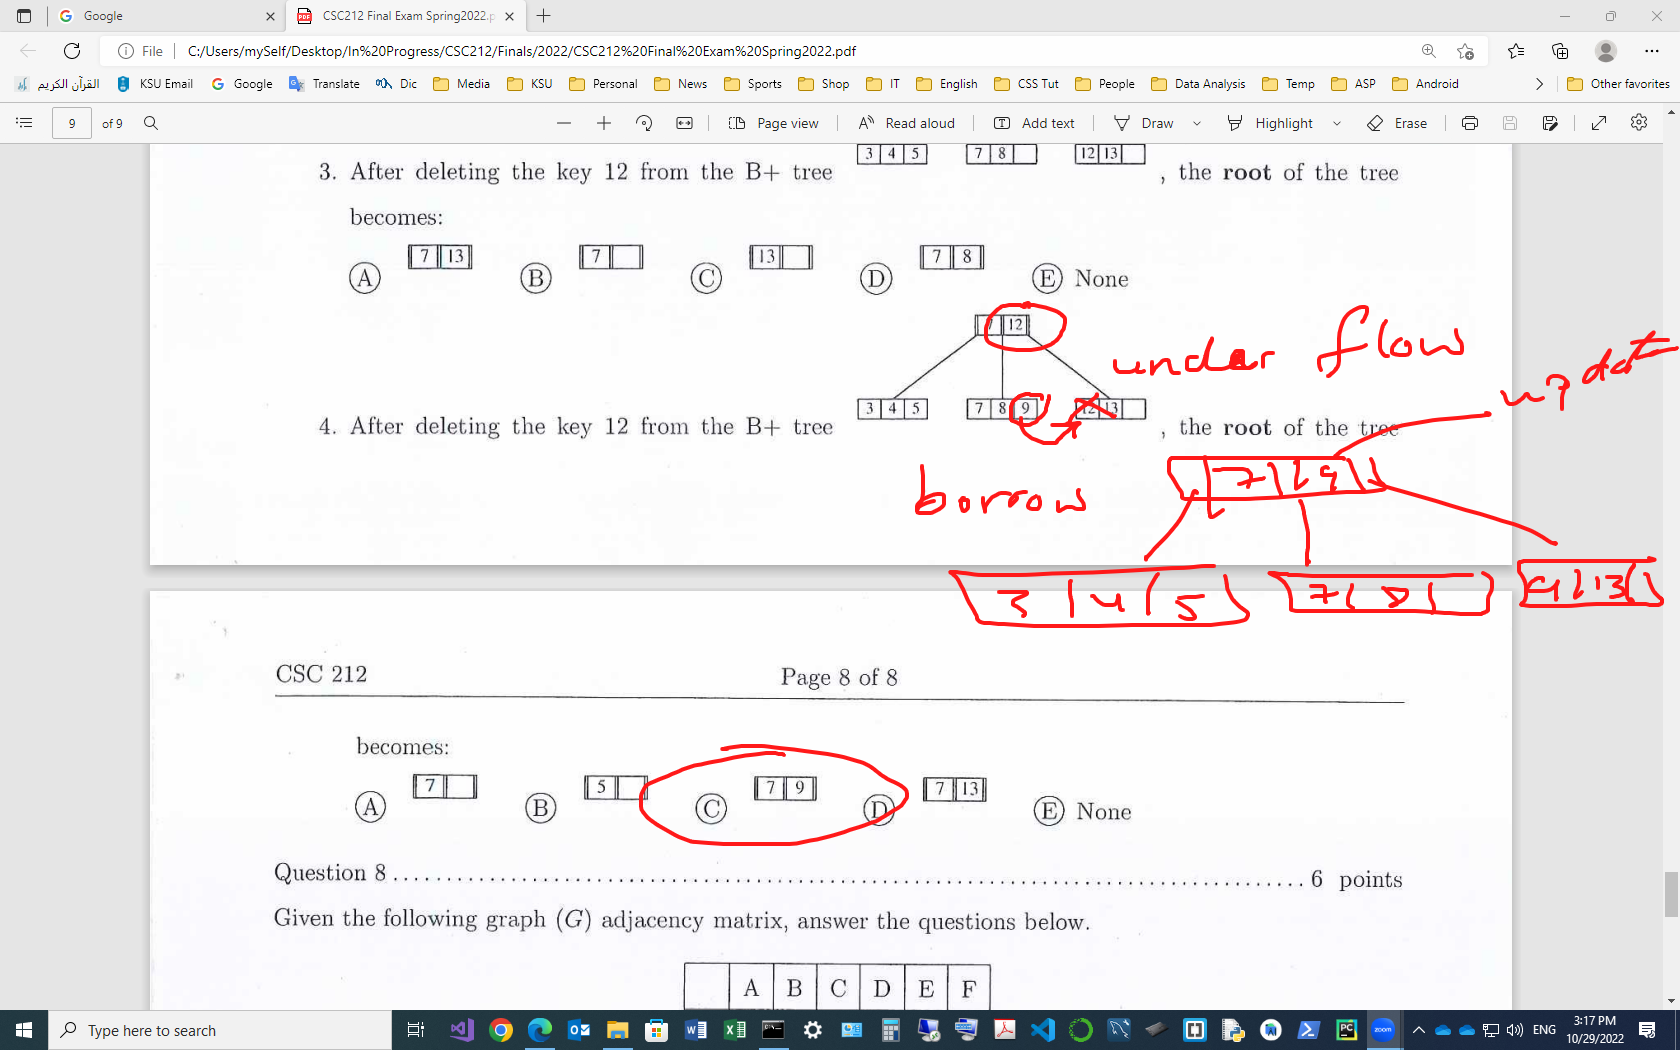 Google
CSC212 Final Exam Spring2022.p
File
C:/Users/mySelf/Desktop/In%20Progress/CSC212/Finals/2022/CSC212%20Final%20Exam%20Spring2022.pdf
القرآن الكريم
KSU Email
Google
Translate
Dic
Media
KSU
Personal
News
Sports
Shop
IT
English
CSS Tut
People
Data Analysis
Temp
ASP
Android
Other favorites
9 of 9
Page view
Read aloud
Add text
Draw
Highlight
Erase
3 4 5 7 8 12 13
3. After deleting the key 12 from the B+ tree , the root of the tree
becomes:
7 13 7 13 7 8
A B C D E None
7 12
under flow
update
3 4 5 7 8 9 12 13
4. After deleting the key 12 from the B+ tree , the root of the tree
borrow
7 9
3 4 5 7 8 9 13
CSC 212 Page 8 of 8
becomes:
7 5 7 9 7 13
A B C D E None
Question 8 ........ 6 points
Given the following graph (G) adjacency matrix, answer the questions below.
A B C D E F
Type here to search
zoom
ENG
3:17 PM
10/29/2022